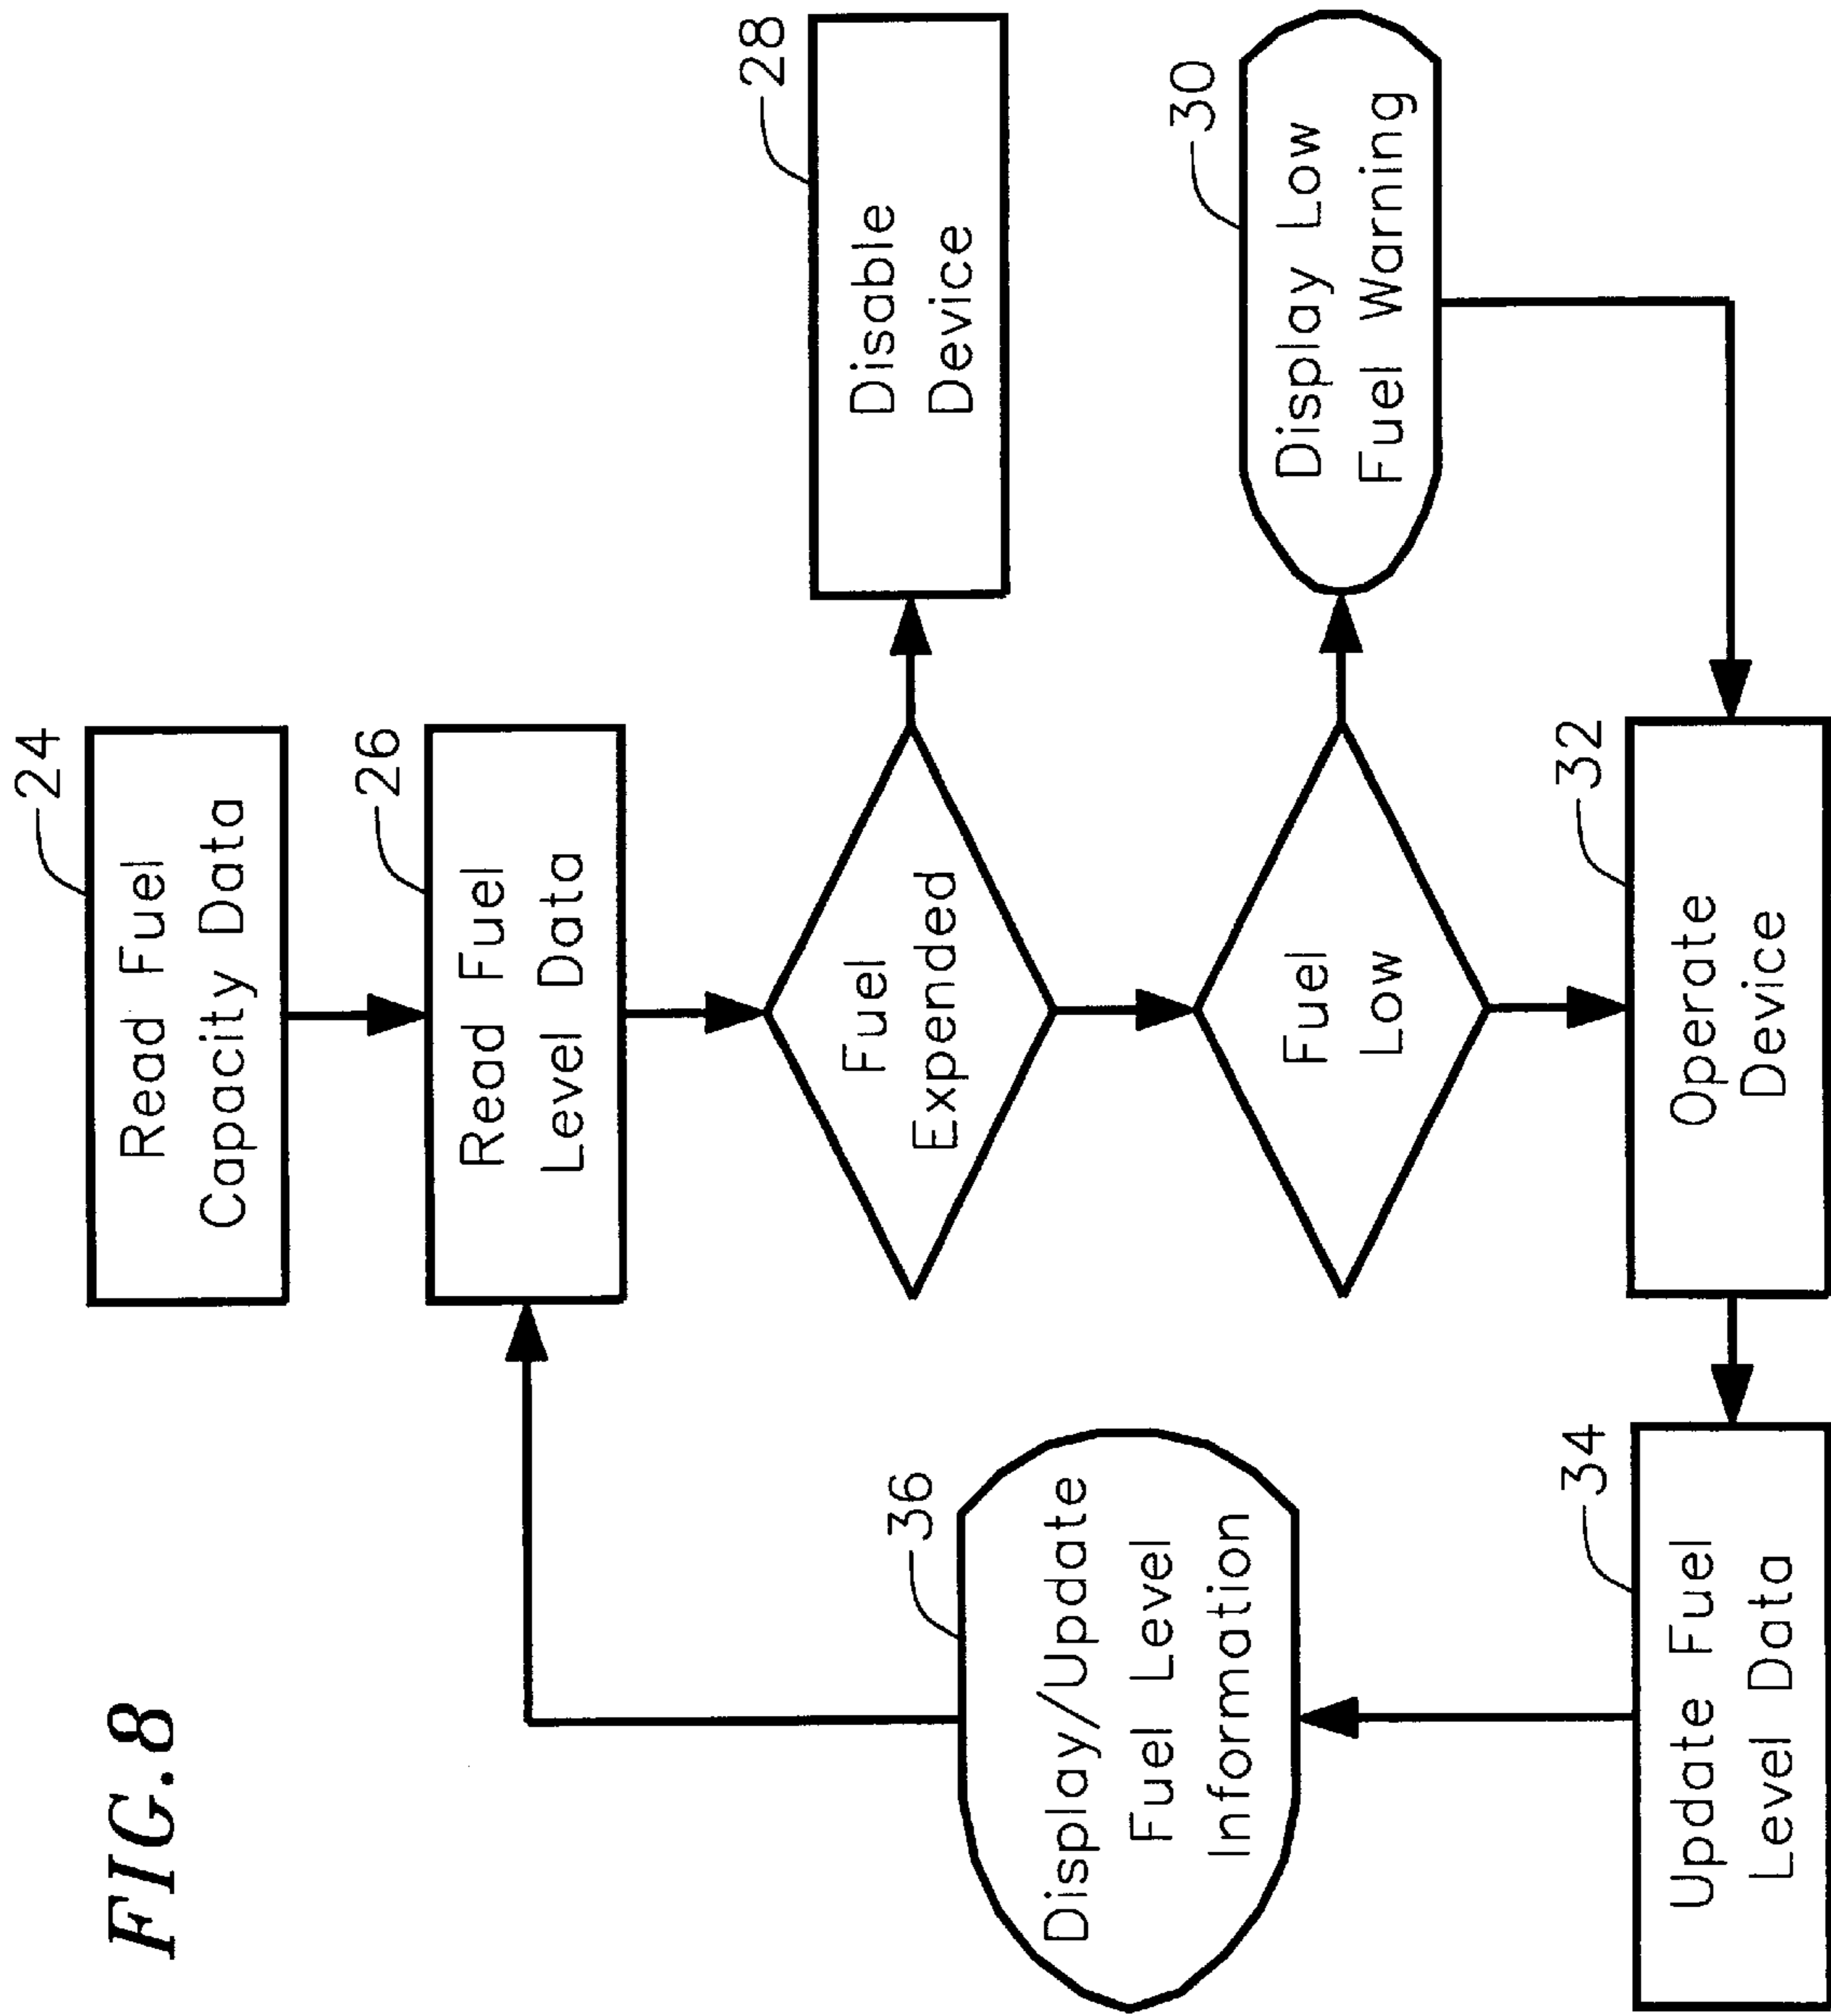 FIG.8
24
Read Fuel
Capacity Data
26
Read Fuel
Level Data
Fuel
Expended
28
Disable
Device
Fuel
Low
30
Display Low
Fuel Warning
32
Operate
Device
34
Update Fuel
Level Data
36
Display/Update
Fuel Level
Information